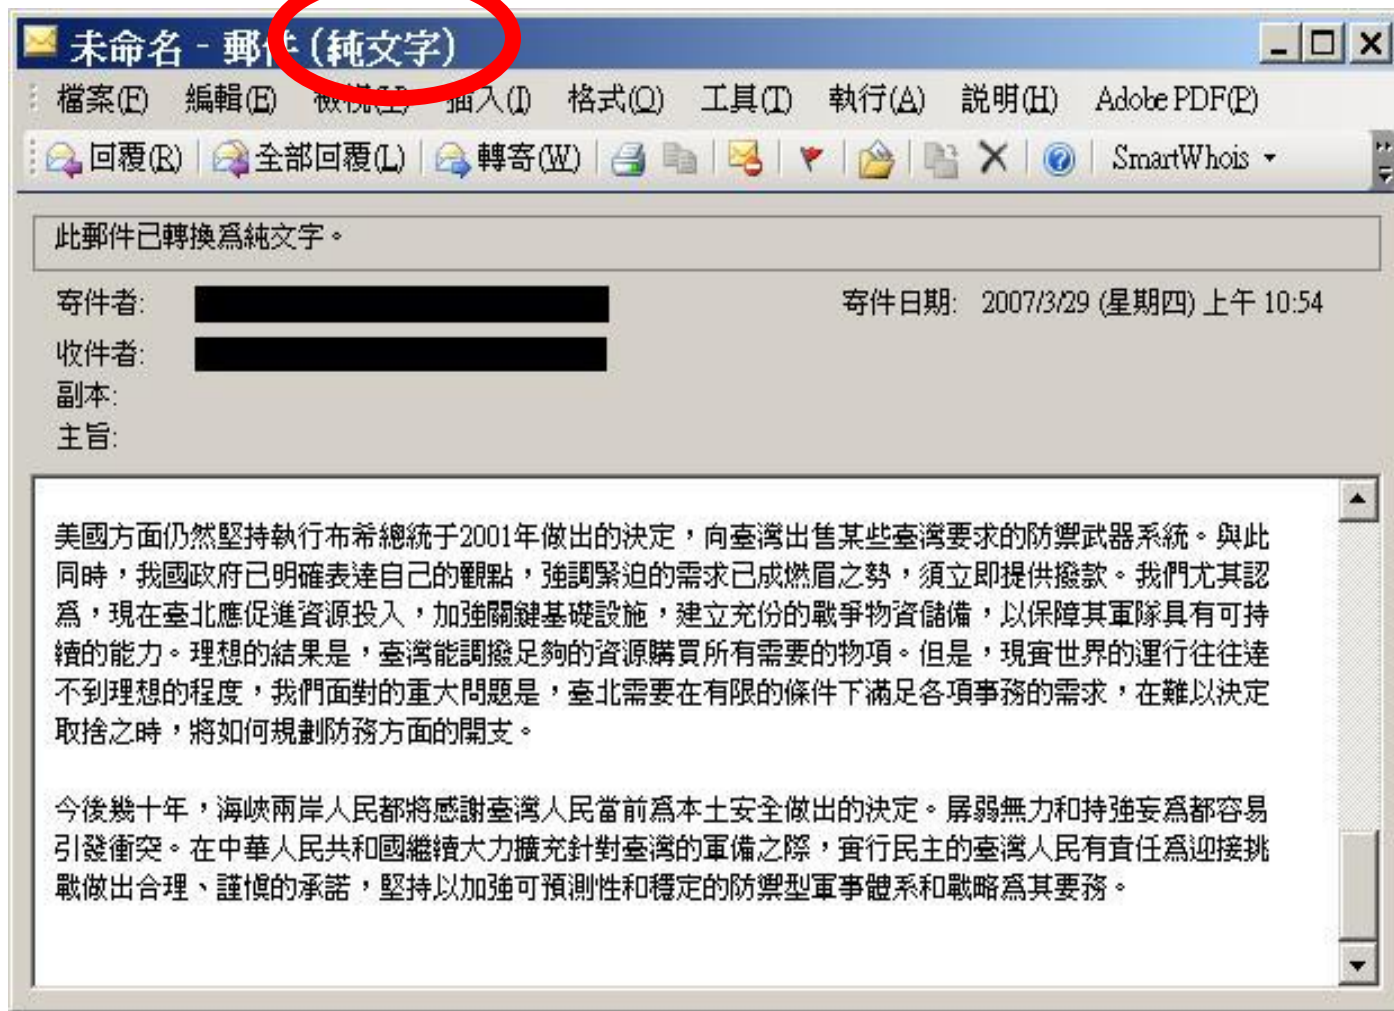 未命名 - 郵件 (純文字)
檔案(F) 編輯(E) 檢視(V) 插入(I) 格式(O) 工具(T) 執行(A) 說明(H) Adobe PDF(P)
回覆(R) 全部回覆(L) 轉寄(W) SmartWhois
此郵件已轉換為純文字。
寄件者: 寄件日期: 2007/3/29 (星期四) 上午 10:54
收件者:
副本:
主旨:
美國方面仍然堅持執行布希總統于2001年做出的決定，向臺灣出售某些臺灣要求的防禦武器系統。與此
同時，我國政府已明確表達自己的觀點，強調緊迫的需求已成燃眉之勢，須立即提供撥款。我們尤其認
為，現在臺北應促進資源投入，加強關鍵基礎設施，建立充份的戰爭物資儲備，以保障其軍隊具有可持
續的能力。理想的結果是，臺灣能調撥足夠的資源購買所有需要的物項。但是，現實世界的運行往往達
不到理想的程度，我們面對的重大問題是，臺北需要在有限的條件下滿足各項事務的需求，在難以決定
取捨之時，將如何規劃防務方面的開支。
今後幾十年，海峽兩岸人民都將感謝臺灣人民當前為本土安全做出的決定。孱弱無力和持強妄為都容易
引發衝突。在中華人民共和國繼續大力擴充針對臺灣的軍備之際，實行民主的臺灣人民有責任為迎接挑
戰做出合理、謹慎的承諾，堅持以加強可預測性和穩定的防禦型軍事體系和戰略為其要務。